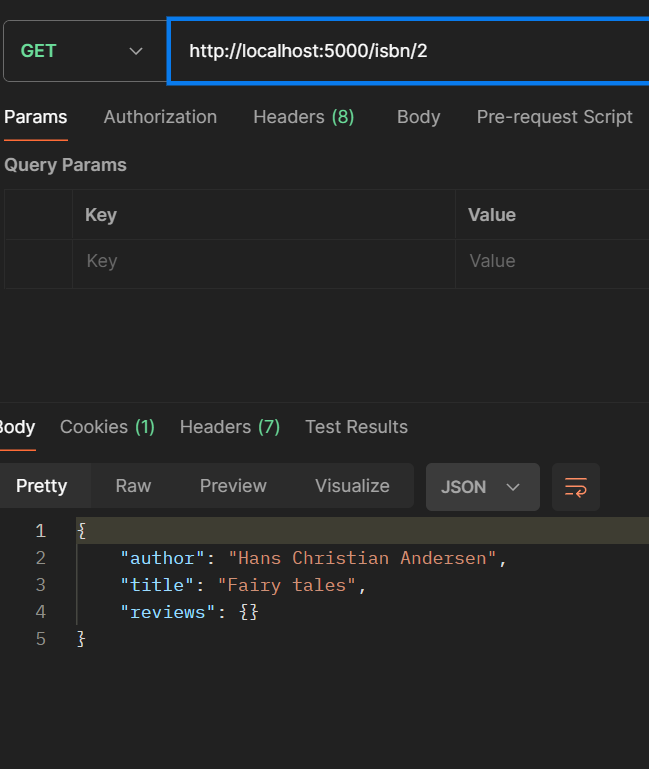 GET http://localhost:5000/isbn/2
Params Authorization Headers (8) Body Pre-request Script
Query Params
Key Value
Key Value
Body Cookies (1) Headers (7) Test Results
Pretty Raw Preview Visualize JSON
1 {
2 "author": "Hans Christian Andersen",
3 "title": "Fairy tales",
4 "reviews": {}
5 }